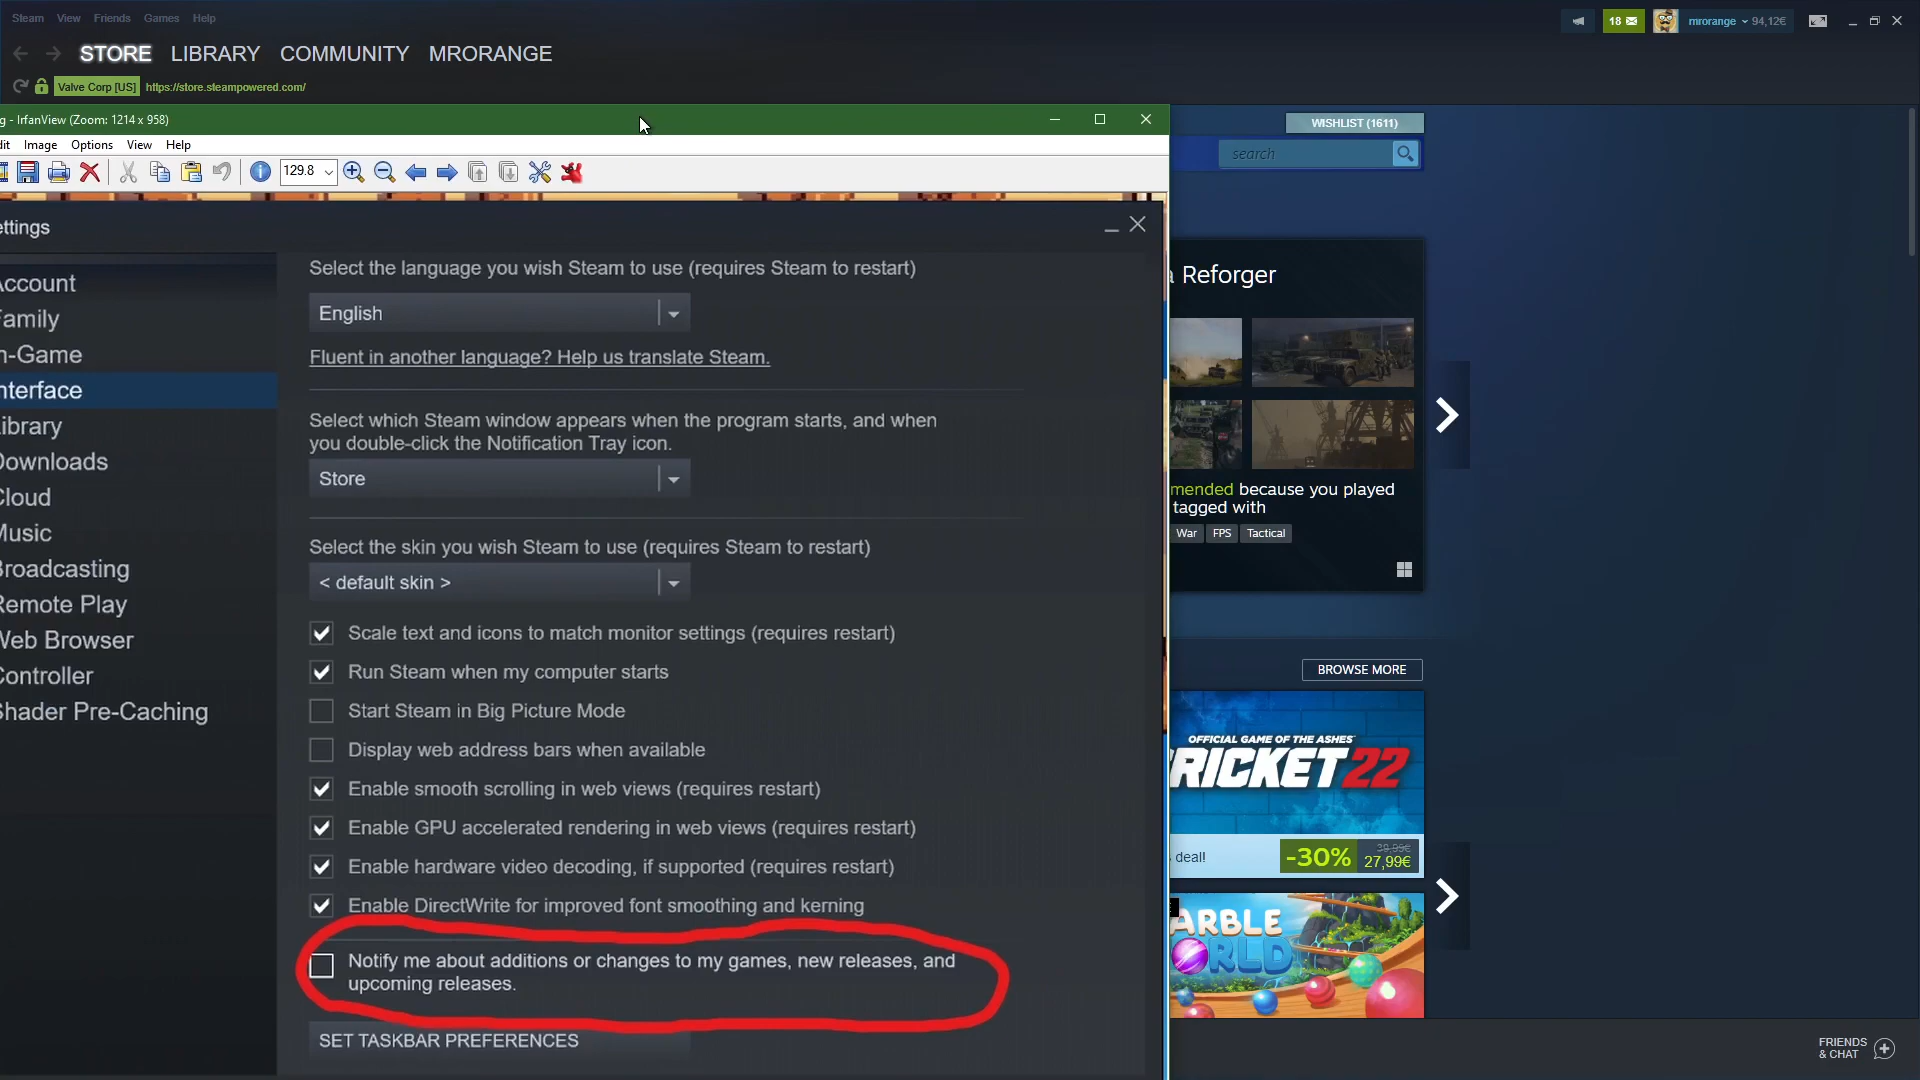 Steam View Friends Games Help
18
mrorange 94,12€
STORE LIBRARY COMMUNITY MRORANGE
Valve Corp [US] https://store.steampowered.com/
g - IrfanView (Zoom: 1214 x 958)
dit Image Options View Help
129.8
WISHLIST (1611)
search
ettings
Account
Family
n-Game
nterface
ibrary
Downloads
Cloud
Music
Broadcasting
Remote Play
Web Browser
Controller
Shader Pre-Caching
Select the language you wish Steam to use (requires Steam to restart)
English
Fluent in another language? Help us translate Steam.
Select which Steam window appears when the program starts, and when
you double-click the Notification Tray icon.
Store
Select the skin you wish Steam to use (requires Steam to restart)
< default skin >
Scale text and icons to match monitor settings (requires restart)
Run Steam when my computer starts
Start Steam in Big Picture Mode
Display web address bars when available
Enable smooth scrolling in web views (requires restart)
Enable GPU accelerated rendering in web views (requires restart)
Enable hardware video decoding, if supported (requires restart)
Enable DirectWrite for improved font smoothing and kerning
Notify me about additions or changes to my games, new releases, and
upcoming releases.
SET TASKBAR PREFERENCES
a Reforger
mended because you played
tagged with
War FPS Tactical
BROWSE MORE
OFFICIAL GAME OF THE ASHES
RICKET 22
deal!
-30%
39,99€
27,99€
ARBLE
ORLD
FRIENDS
& CHAT